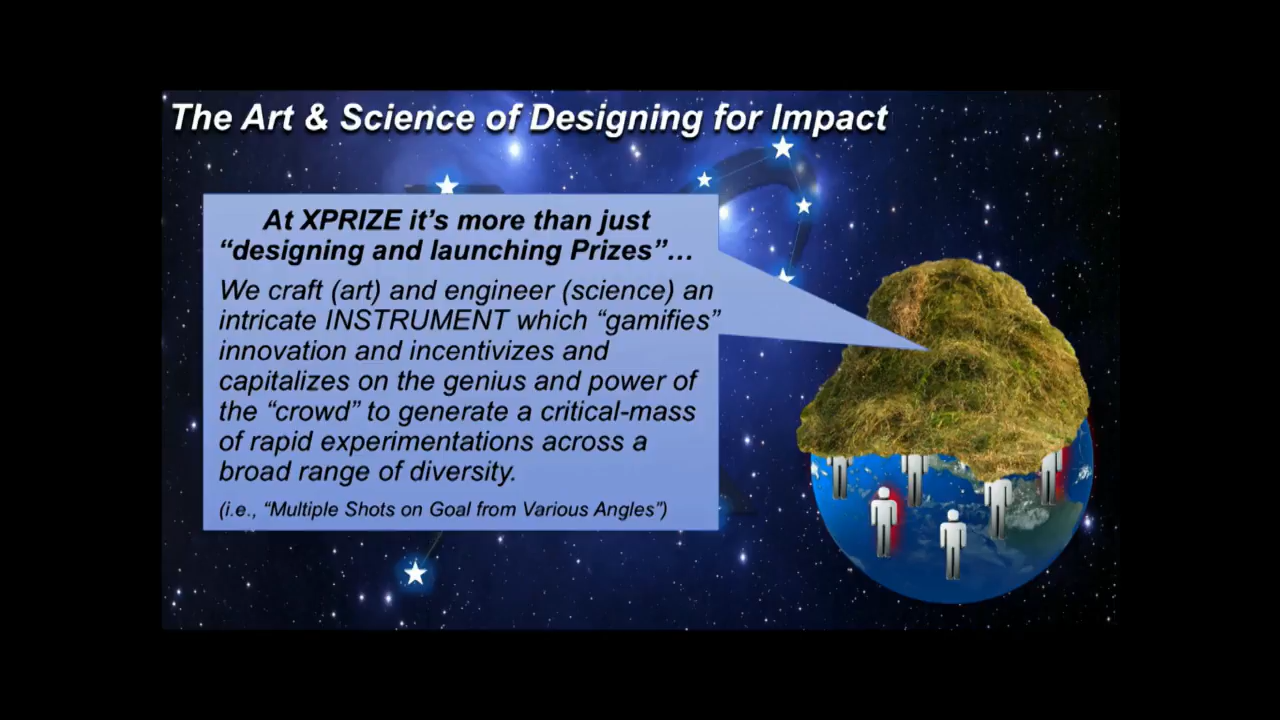 The Art & Science of Designing for Impact
At XPRIZE it's more than just
“designing and launching Prizes”…
We craft (art) and engineer (science) an
intricate INSTRUMENT which “gamifies”
innovation and incentivizes and
capitalizes on the genius and power of
the “crowd” to generate a critical-mass
of rapid experimentations across a
broad range of diversity.
(i.e., “Multiple Shots on Goal from Various Angles”)